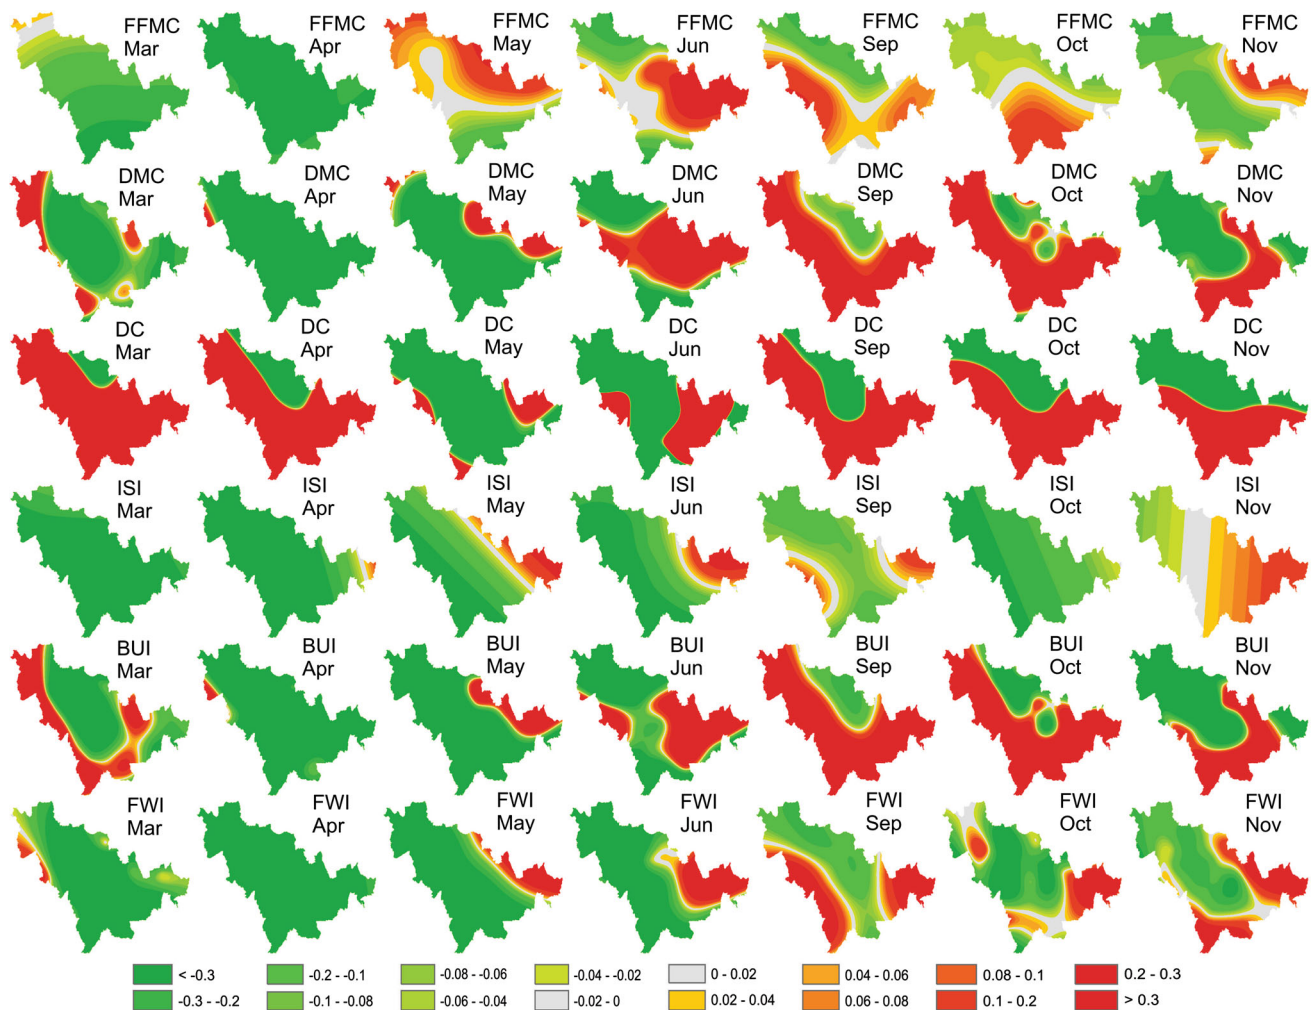 FFMC
Mar
FFMC
Apr
FFMC
May
FFMC
Jun
FFMC
Sep
FFMC
Oct
FFMC
Nov
DMC
Mar
DMC
Apr
DMC
May
DMC
Jun
DMC
Sep
DMC
Oct
DMC
Nov
DC
Mar
DC
Apr
DC
May
DC
Jun
DC
Sep
DC
Oct
DC
Nov
ISI
Mar
ISI
Apr
ISI
May
ISI
Jun
ISI
Sep
ISI
Oct
ISI
Nov
BUI
Mar
BUI
Apr
BUI
May
BUI
Jun
BUI
Sep
BUI
Oct
BUI
Nov
FWI
Mar
FWI
Apr
FWI
May
FWI
Jun
FWI
Sep
FWI
Oct
FWI
Nov
< -0.3
-0.2 - -0.1
-0.08 - -0.06
-0.04 - -0.02
0 - 0.02
0.04 - 0.06
0.08 - 0.1
0.2 - 0.3
-0.3 - -0.2
-0.1 - -0.08
-0.06 - -0.04
-0.02 - 0
0.02 - 0.04
0.06 - 0.08
0.1 - 0.2
> 0.3